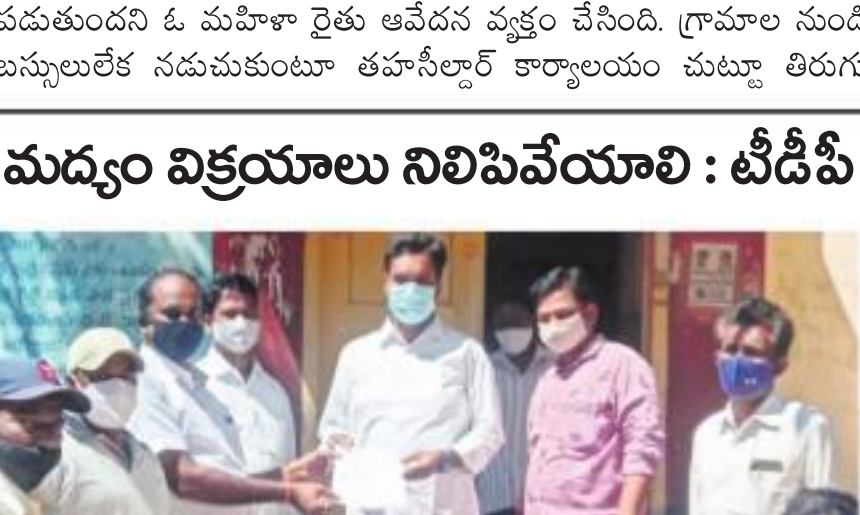 పడుతుందని ఓ మహిళా రైతు ఆవేదన వ్యక్తం చేసింది. గ్రామాల నుండి
బస్సులులేక నడుచుకుంటూ తహసీల్దార్ కార్యాలయం చుట్టూ తిరుగు
మద్యం విక్రయాలు నిలిపివేయాలి : టీడీపీ